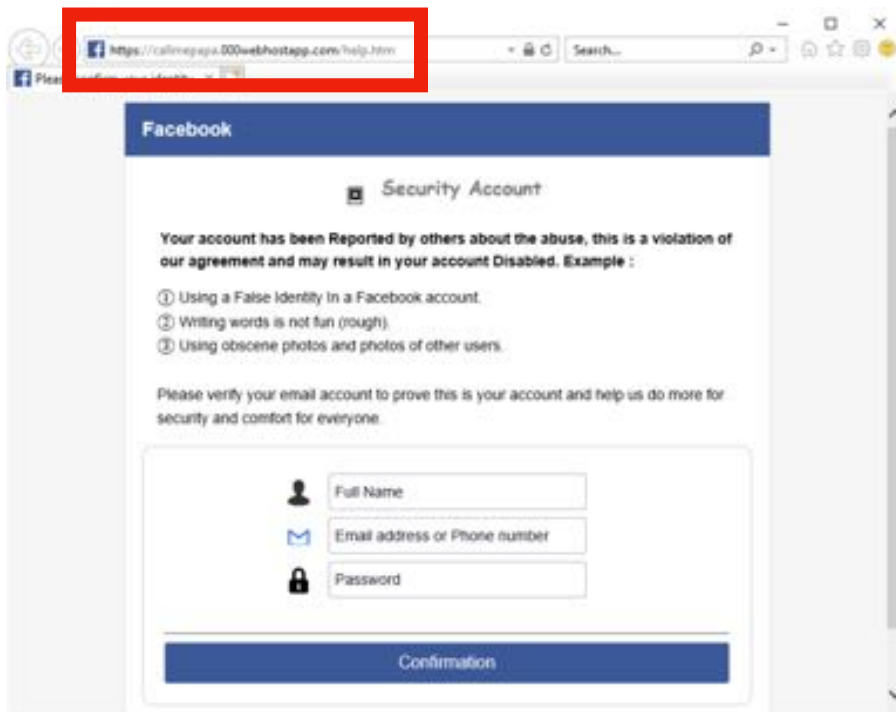 https://callmepapa.000webhostapp.com/help.htm
Search...
Please confirm your identity
Facebook
Security Account
Your account has been Reported by others about the abuse, this is a violation of
our agreement and may result in your account Disabled. Example :
① Using a False Identity In a Facebook account.
② Writing words is not fun (rough).
③ Using obscene photos and photos of other users.
Please verify your email account to prove this is your account and help us do more for
security and comfort for everyone.
Full Name
Email address or Phone number
Password
Confirmation